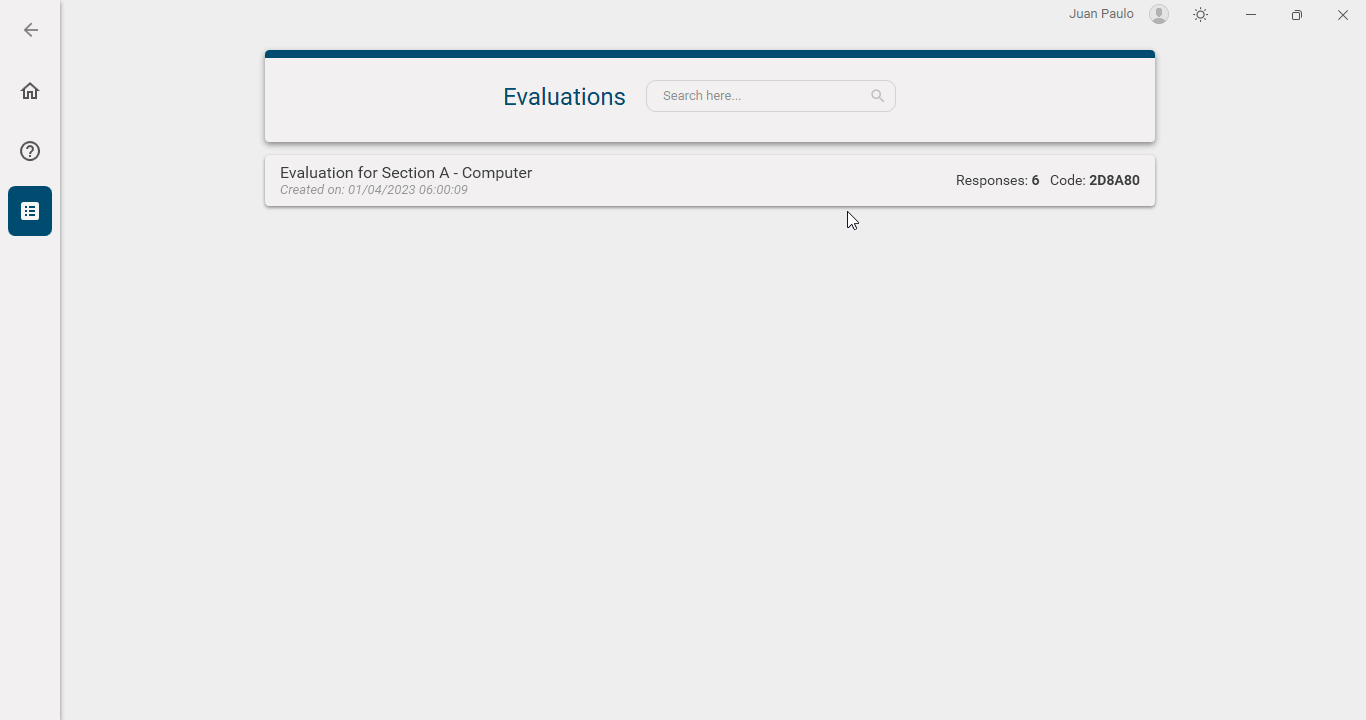 Juan Paulo
Evaluations
Search here...
Evaluation for Section A - Computer
Created on: 01/04/2023 06:00:09
Responses: 6 Code: 2D8A80